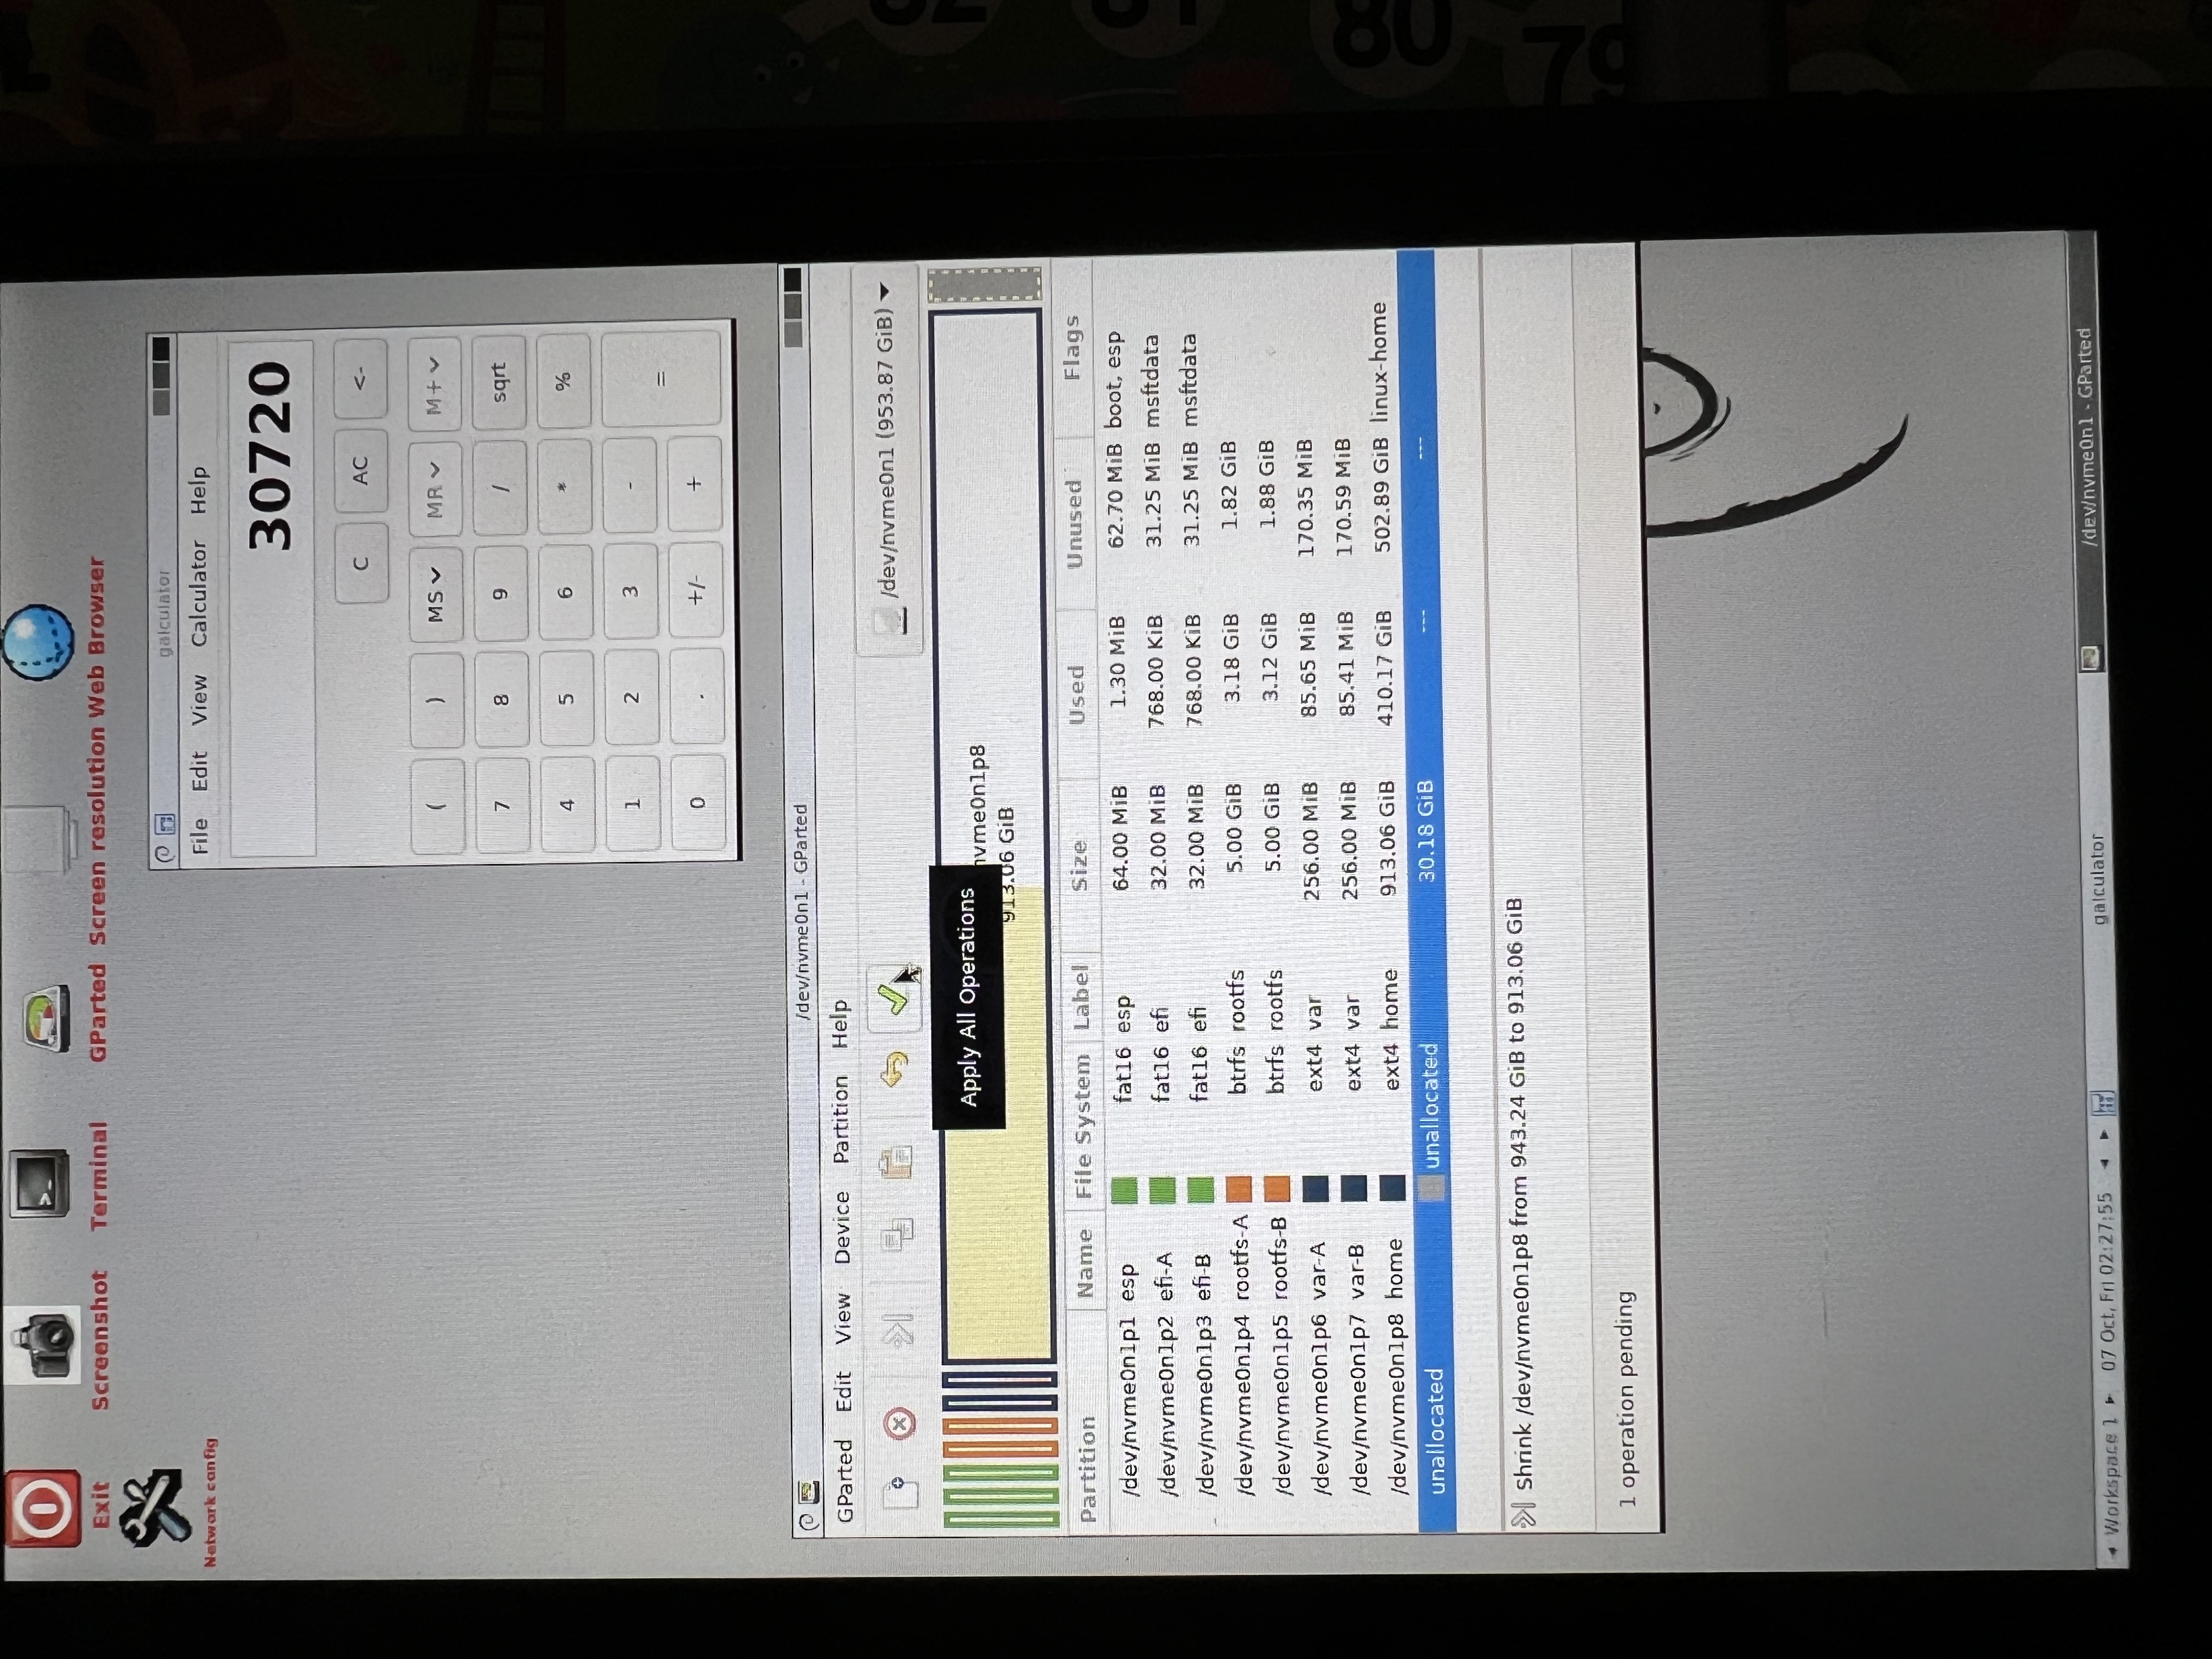 Exit Screenshot Terminal GParted Screen resolution Web Browser
Network config
galculator
File Edit View Calculator Help
30720
C AC <-
( ) MS MR M+
7 8 9 / sqrt
4 5 6 * %
1 2 3 -
=
0 . +/- +
/dev/nvme0n1 - GParted
GParted Edit View Device Partition Help
/dev/nvme0n1 (953.87 GiB)
Apply All Operations
nvme0n1p8
913.06 GiB
Partition Name File System Label Size Used Unused Flags
/dev/nvme0n1p1 esp fat16 esp 64.00 MiB 1.30 MiB 62.70 MiB boot, esp
/dev/nvme0n1p2 efi-A fat16 efi 32.00 MiB 768.00 KiB 31.25 MiB msftdata
/dev/nvme0n1p3 efi-B fat16 efi 32.00 MiB 768.00 KiB 31.25 MiB msftdata
/dev/nvme0n1p4 rootfs-A btrfs rootfs 5.00 GiB 3.18 GiB 1.82 GiB
/dev/nvme0n1p5 rootfs-B btrfs rootfs 5.00 GiB 3.12 GiB 1.88 GiB
/dev/nvme0n1p6 var-A ext4 var 256.00 MiB 85.65 MiB 170.35 MiB
/dev/nvme0n1p7 var-B ext4 var 256.00 MiB 85.41 MiB 170.59 MiB
/dev/nvme0n1p8 home ext4 home 913.06 GiB 410.17 GiB 502.89 GiB linux-home
unallocated unallocated 30.18 GiB --- ---
Shrink /dev/nvme0n1p8 from 943.24 GiB to 913.06 GiB
1 operation pending
Workspace 1 07 Oct, Fri 02:27:55 galculator /dev/nvme0n1 - GParted